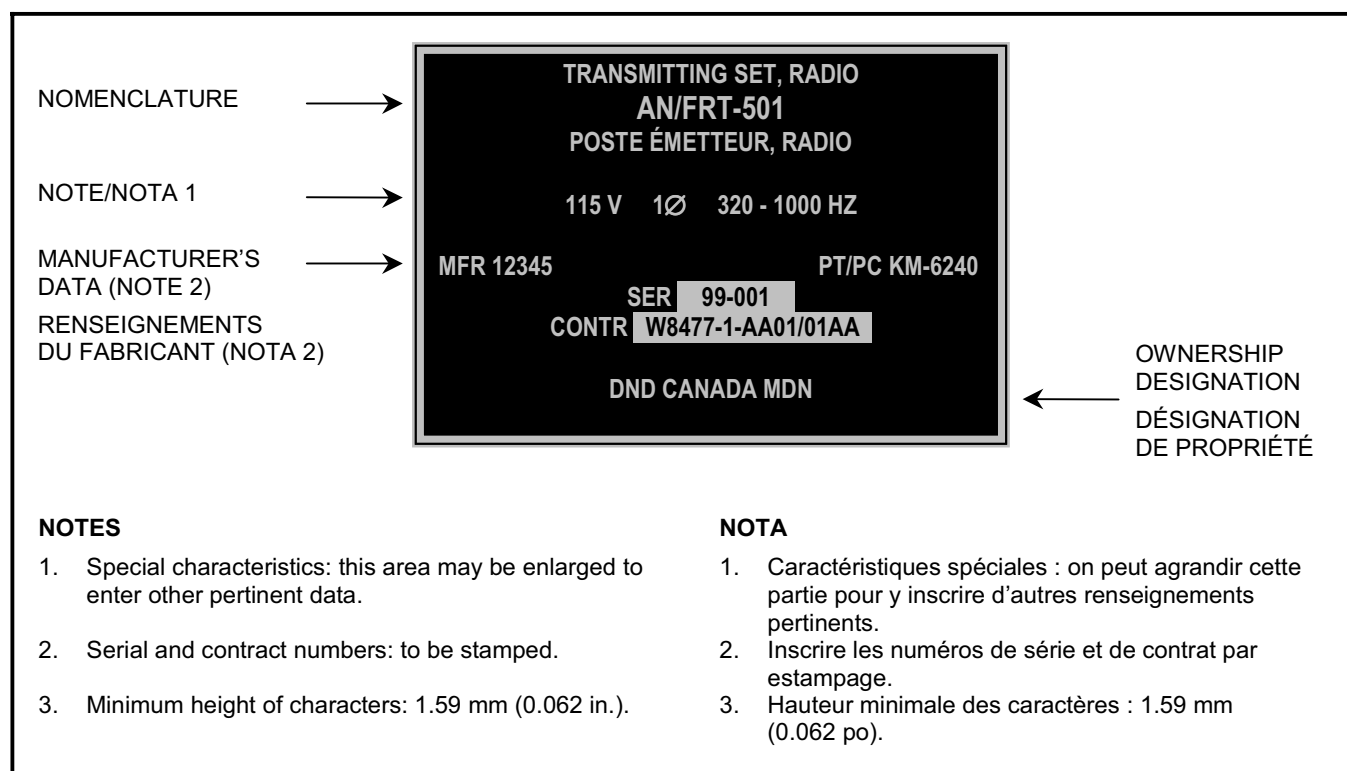 NOMENCLATURE
NOTE/NOTA 1
MANUFACTURER'S
DATA (NOTE 2)
RENSEIGNEMENTS
DU FABRICANT (NOTA 2)
TRANSMITTING SET, RADIO
AN/FRT-501
POSTE ÉMETTEUR, RADIO
115 V 1∅ 320 - 1000 HZ
MFR 12345 PT/PC KM-6240
SER 99-001
CONTR W8477-1-AA01/01AA
DND CANADA MDN
OWNERSHIP
DESIGNATION
DÉSIGNATION
DE PROPRIÉTÉ
NOTES
1. Special characteristics: this area may be enlarged to
enter other pertinent data.
2. Serial and contract numbers: to be stamped.
3. Minimum height of characters: 1.59 mm (0.062 in.).
NOTA
1. Caractéristiques spéciales : on peut agrandir cette
partie pour y inscrire d'autres renseignements
pertinents.
2. Inscrire les numéros de série et de contrat par
estampage.
3. Hauteur minimale des caractères : 1.59 mm
(0.062 po).